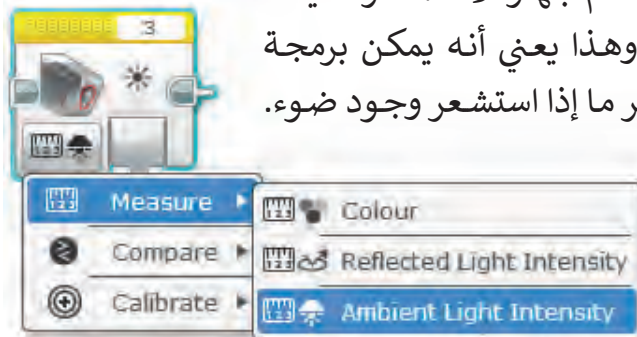 3
وهذا يعني أنه يمكن برمجة
ر ما إذا استشعر وجود ضوء.
Measure
Compare
Calibrate
Colour
Reflected Light Intensity
Ambient Light Intensity